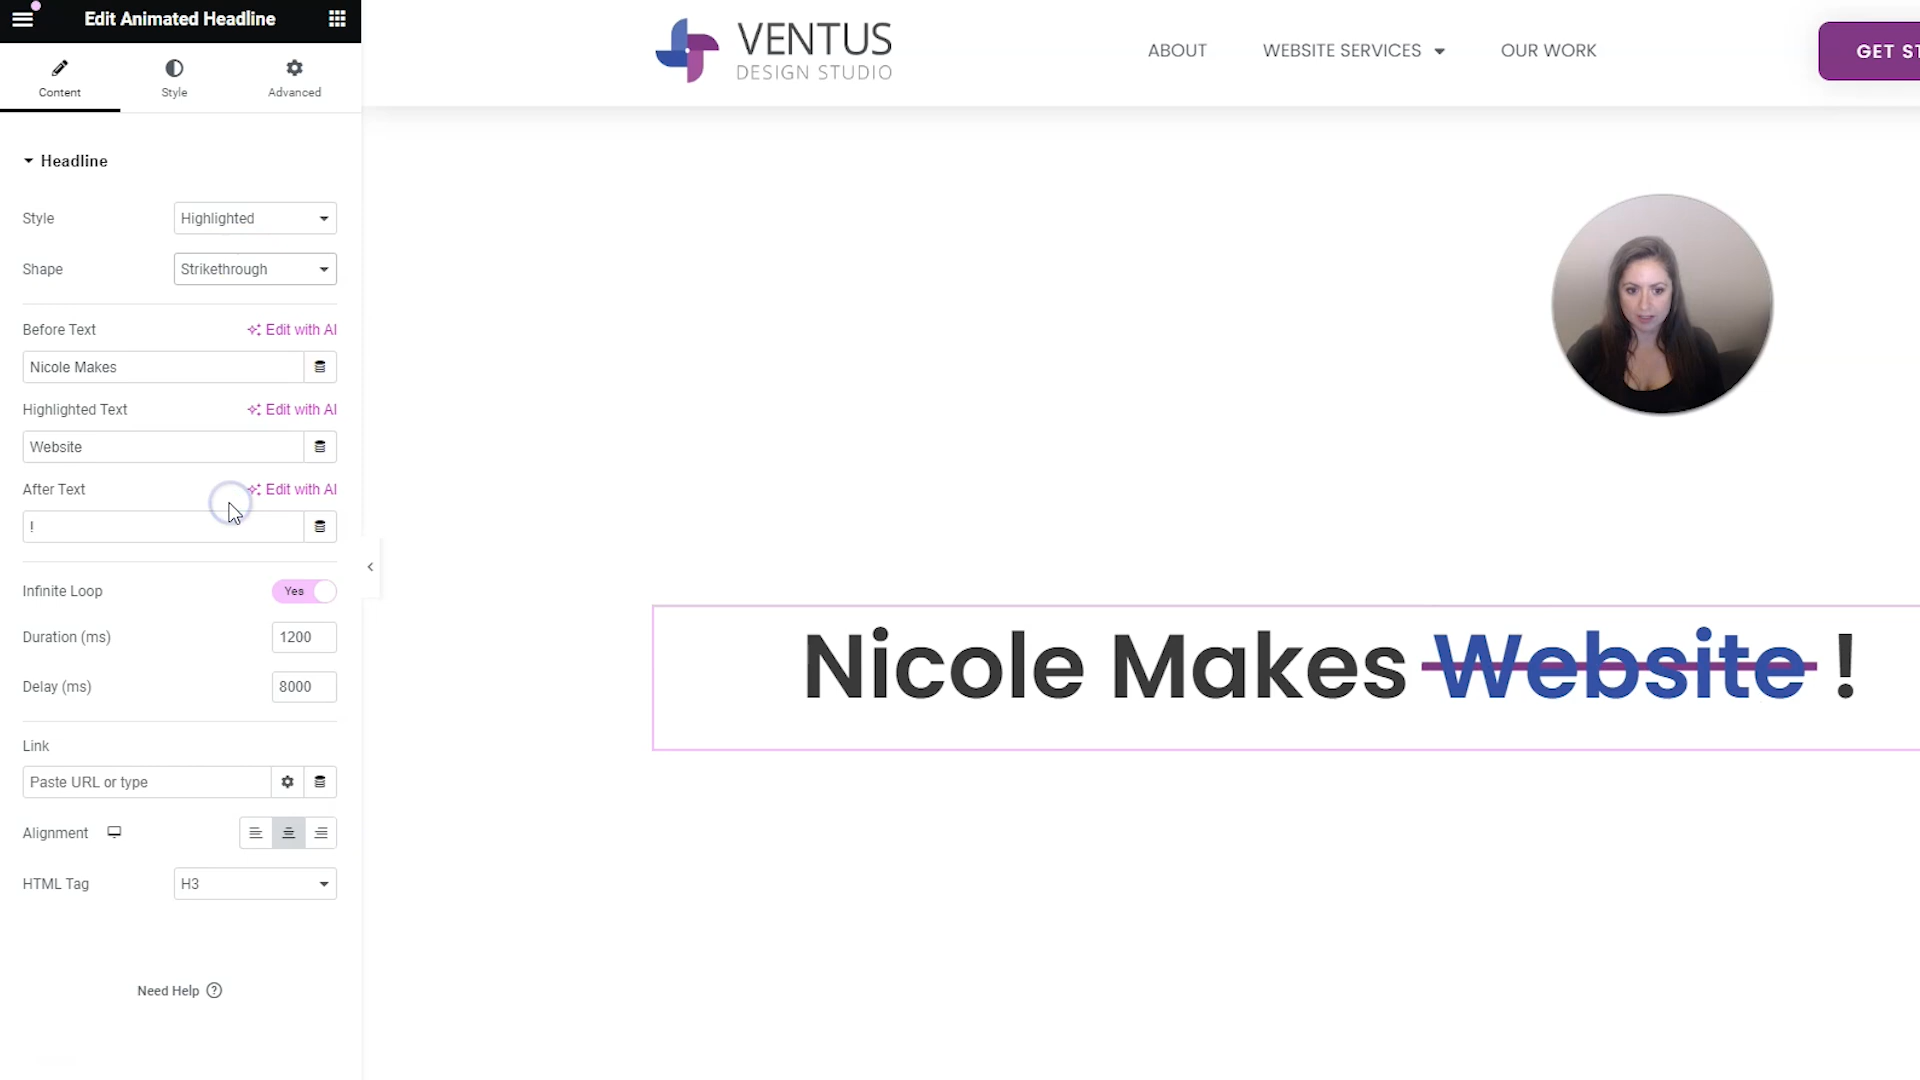 Edit Animated Headline
Content
Style
Advanced
Headline
Style
Highlighted
Shape
Strikethrough
Before Text
Edit with AI
Nicole Makes
Highlighted Text
Edit with AI
Website
After Text
Edit with AI
!
Infinite Loop
Yes
Duration (ms)
1200
Delay (ms)
8000
Link
Paste URL or type
Alignment
HTML Tag
H3
Need Help
VENTUS
DESIGN STUDIO
ABOUT
WEBSITE SERVICES
OUR WORK
GET ST
Nicole Makes Website !